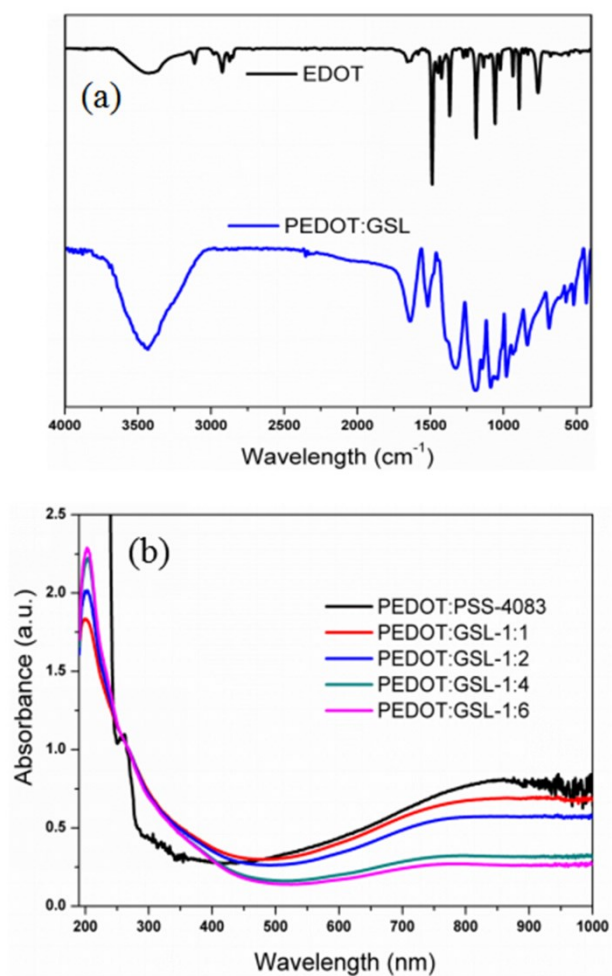 (a)
EDOT
PEDOT:GSL
4000 3500 3000 2500 2000 1500 1000 500
Wavelength (cm⁻¹)
(b)
2.5
2.0
1.5
1.0
0.5
0.0
Absorbance (a.u.)
PEDOT:PSS-4083
PEDOT:GSL-1:1
PEDOT:GSL-1:2
PEDOT:GSL-1:4
PEDOT:GSL-1:6
200 300 400 500 600 700 800 900 1000
Wavelength (nm)